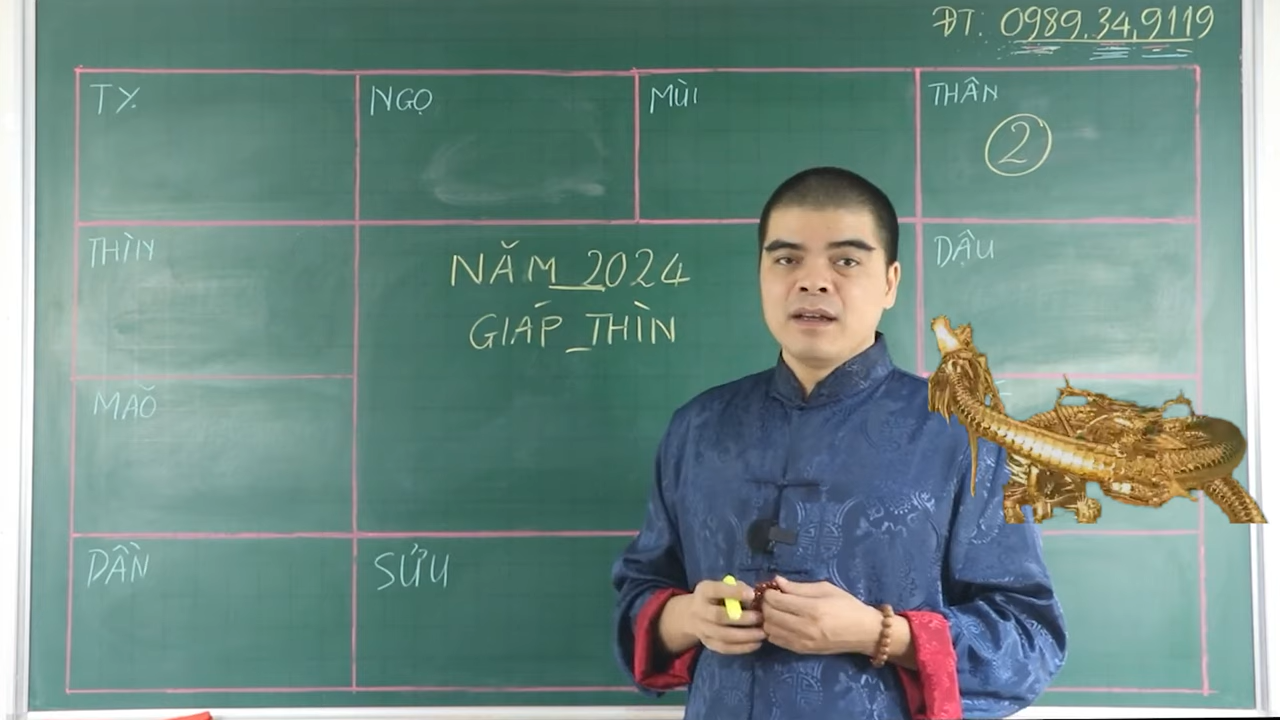 ĐT: 0989.34.9119
TỴ
NGỌ
MÙI
THÂN
2
THÌN
NĂM 2024
DẬU
GIÁP THÌN
MÃO
DẦN
SỬU